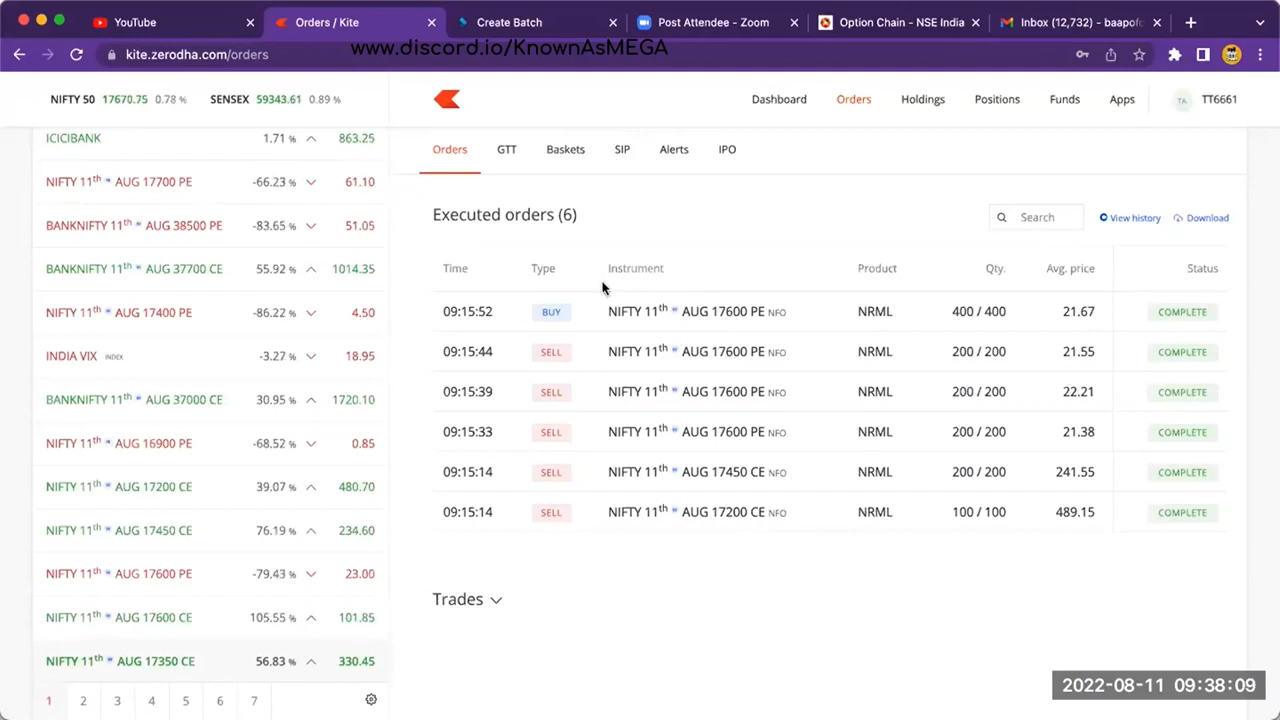 YouTube
Orders / Kite
Create Batch
Post Attendee - Zoom
Option Chain - NSE India
Inbox (12,732) - baapofc
kite.zerodha.com/orders
www.discord.io/KnownAsMEGA
NIFTY 50 17670.75 0.78 % SENSEX 59343.61 0.89 %
Dashboard Orders Holdings Positions Funds Apps TA TT6661
ICICIBANK 1.71 % 863.25
NIFTY 11th w AUG 17700 PE -66.23 % 61.10
BANKNIFTY 11th w AUG 38500 PE -83.65 % 51.05
BANKNIFTY 11th w AUG 37700 CE 55.92 % 1014.35
NIFTY 11th w AUG 17400 PE -86.22 % 4.50
INDIA VIX INDEX -3.27 % 18.95
BANKNIFTY 11th w AUG 37000 CE 30.95 % 1720.10
NIFTY 11th w AUG 16900 PE -68.52 % 0.85
NIFTY 11th w AUG 17200 CE 39.07 % 480.70
NIFTY 11th w AUG 17450 CE 76.19 % 234.60
NIFTY 11th w AUG 17600 PE -79.43 % 23.00
NIFTY 11th w AUG 17600 CE 105.55 % 101.85
NIFTY 11th w AUG 17350 CE 56.83 % 330.45
1 2 3 4 5 6 7
Orders GTT Baskets SIP Alerts IPO
Executed orders (6)
Search View history Download
Time Type Instrument Product Qty. Avg. price Status
09:15:52 BUY NIFTY 11th w AUG 17600 PE NFO NRML 400 / 400 21.67 COMPLETE
09:15:44 SELL NIFTY 11th w AUG 17600 PE NFO NRML 200 / 200 21.55 COMPLETE
09:15:39 SELL NIFTY 11th w AUG 17600 PE NFO NRML 200 / 200 22.21 COMPLETE
09:15:33 SELL NIFTY 11th w AUG 17600 PE NFO NRML 200 / 200 21.38 COMPLETE
09:15:14 SELL NIFTY 11th w AUG 17450 CE NFO NRML 200 / 200 241.55 COMPLETE
09:15:14 SELL NIFTY 11th w AUG 17200 CE NFO NRML 100 / 100 489.15 COMPLETE
Trades
2022-08-11 09:38:09